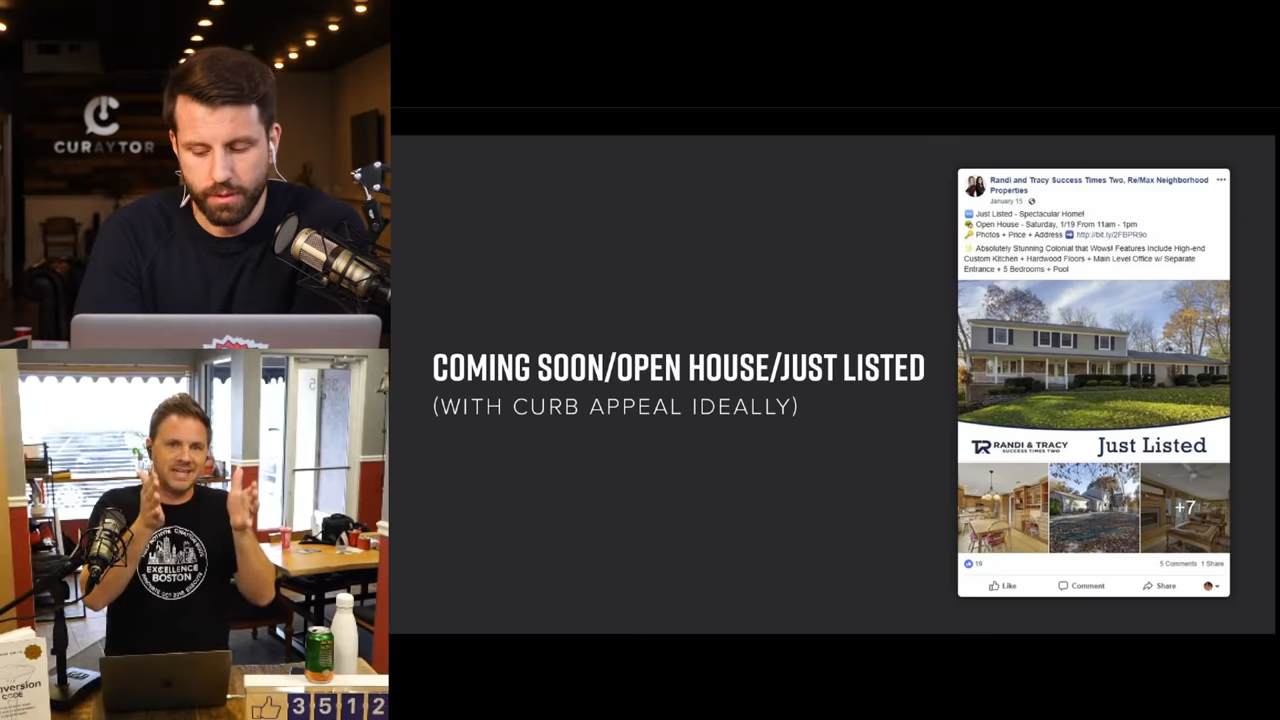 CURAYTOR
EXCELLENCE
BOSTON
CODE
3512
COMING SOON/OPEN HOUSE/JUST LISTED
(WITH CURB APPEAL IDEALLY)
Randi and Tracy Success Times Two, Re/Max Neighborhood
Properties
January 15
Just Listed - Spectacular Home!
Open House - Saturday, 1/19 From 11am - 1pm
Photos + Price + Address http://bit.ly/2FBPR9o
Absolutely Stunning Colonial that Wows! Features Include High-end
Custom Kitchen + Hardwood Floors + Main Level Office w/ Separate
Entrance + 5 Bedrooms + Pool
TR RANDI & TRACY
SUCCESS TIMES TWO
Just Listed
+7
19
5 Comments 1 Share
Like Comment Share